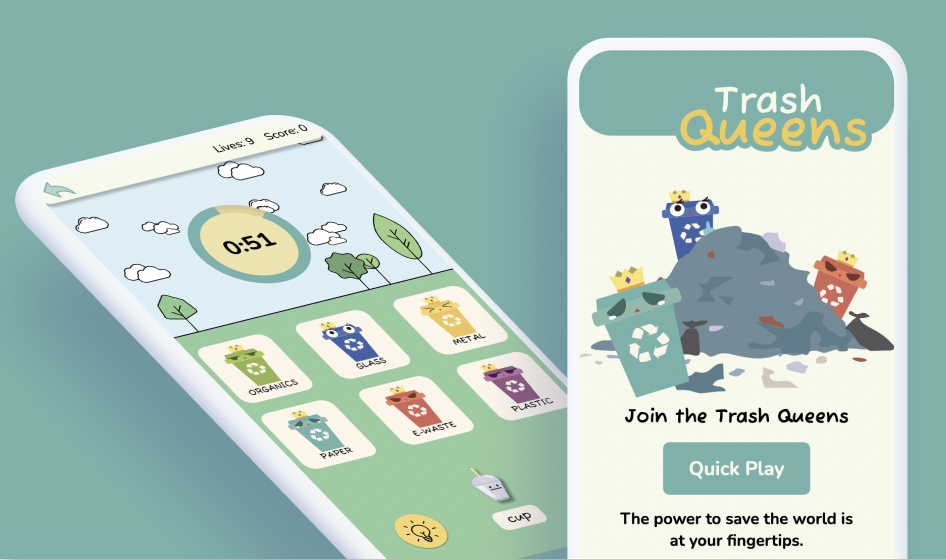 Lives: 9 Score: 0
0:51
ORGANICS
GLASS
METAL
PAPER
E-WASTE
PLASTIC
cup
Trash
Queens
Join the Trash Queens
Quick Play
The power to save the world is
at your fingertips.